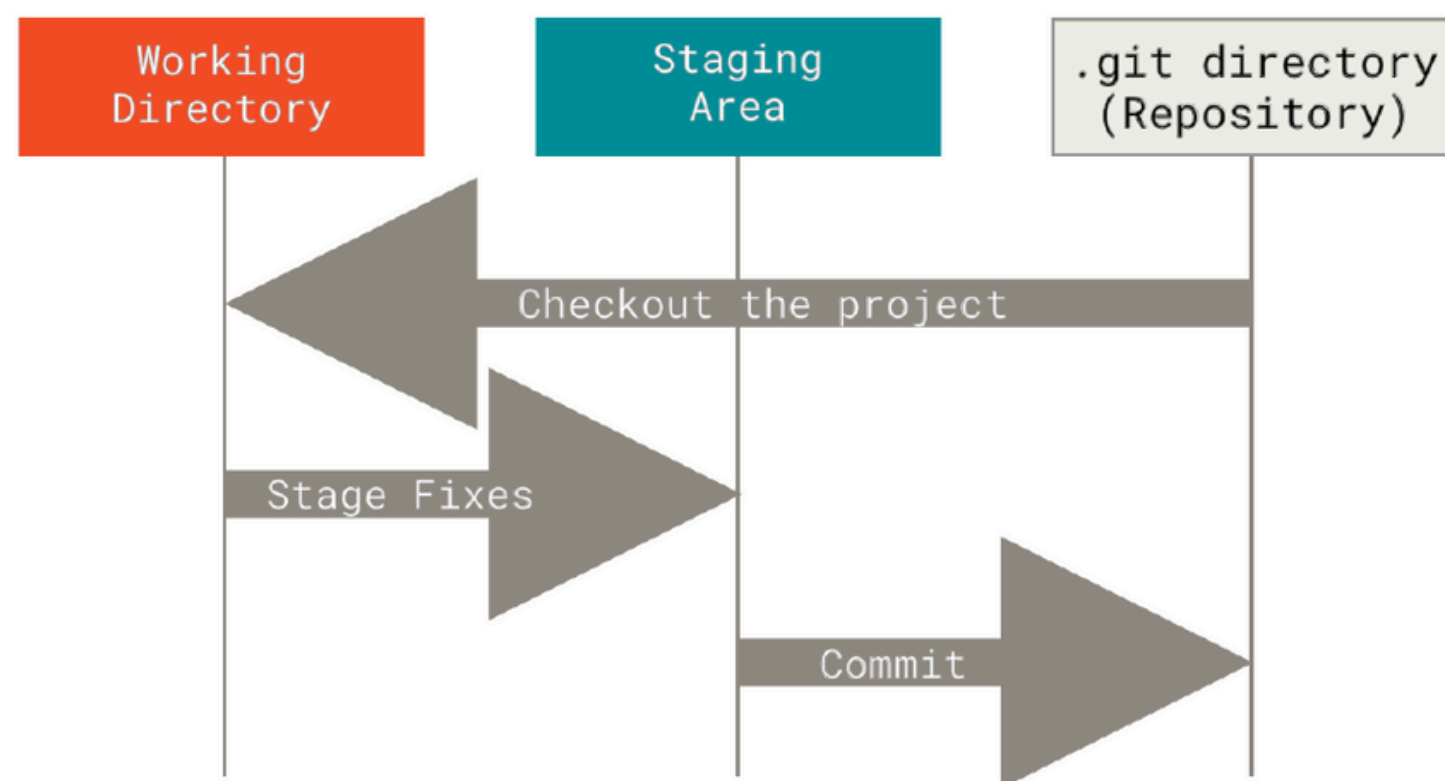 Working
Directory
Staging
Area
.git directory
(Repository)
Checkout the project
Stage Fixes
Commit